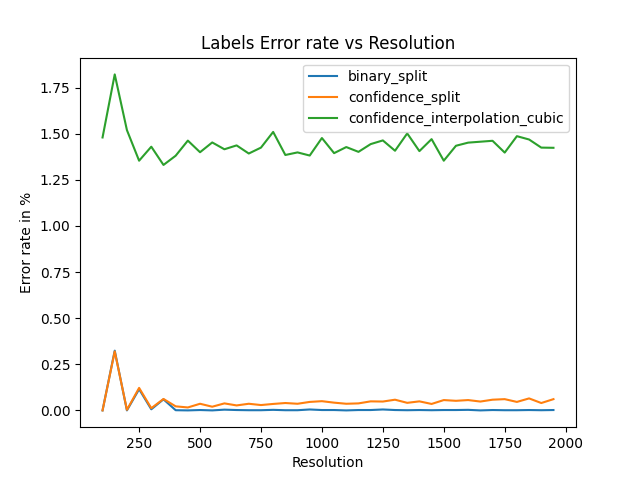 Labels Error rate vs Resolution
binary_split
confidence_split
confidence_interpolation_cubic
Error rate in %
1.75
1.50
1.25
1.00
0.75
0.50
0.25
0.00
250 500 750 1000 1250 1500 1750 2000
Resolution